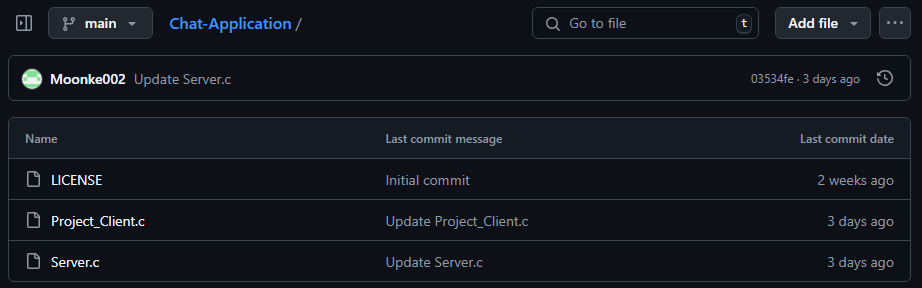 main Chat-Application / Go to file t Add file
Moonke002 Update Server.c 03534fe · 3 days ago
Name Last commit message Last commit date
LICENSE Initial commit 2 weeks ago
Project_Client.c Update Project_Client.c 3 days ago
Server.c Update Server.c 3 days ago